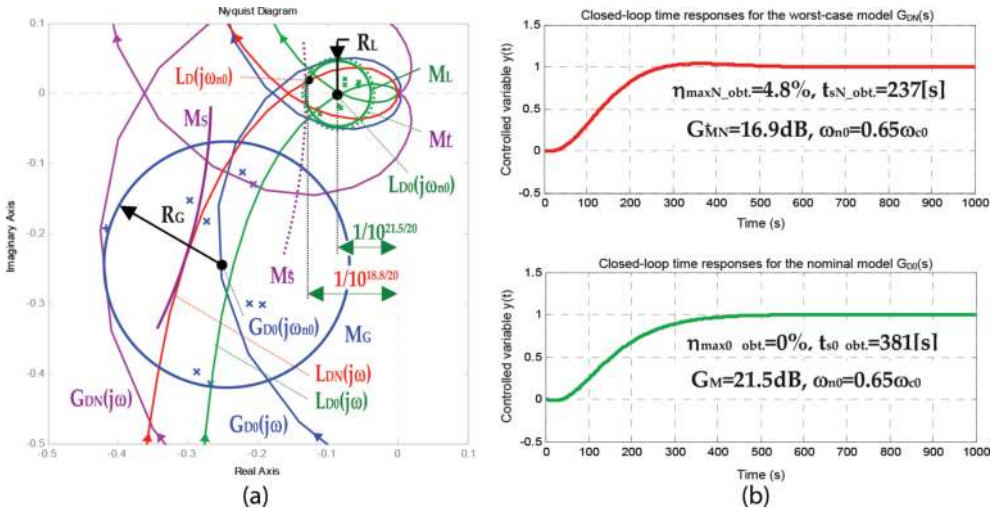 Nyquist Diagram
0.1
0
-0.1
-0.2
-0.3
-0.4
-0.5
Imaginary Axis
-0.5
-0.4
-0.3
-0.2
-0.1
0
0.1
Real Axis
RL
LD(jωn0)
ML
MS
Mť
LD0(jωn0)
RG
1/10^21.5/20
MŠ
1/10^18.8/20
GD0(jωn0)
MG
GDN(jω)
LDN(jω)
LD0(jω)
GD0(jω)
(a)
Closed-loop time responses for the worst-case model GDN(s)
1.5
1
0.5
0
-0.5
Controlled variable y(t)
ηmaxN_obt.=4.8%, tsN_obt.=237[s]
GMN=16.9dB, ωn0=0.65ωc0
0 100 200 300 400 500 600 700 800 900 1000
Time (s)
Closed-loop time responses for the nominal model GD0(s)
1.5
1
0.5
0
-0.5
Controlled variable y(t)
ηmax0_obt.=0%, ts0_obt.=381[s]
GM=21.5dB, ωn0=0.65ωc0
0 100 200 300 400 500 600 700 800 900 1000
Time (s)
(b)